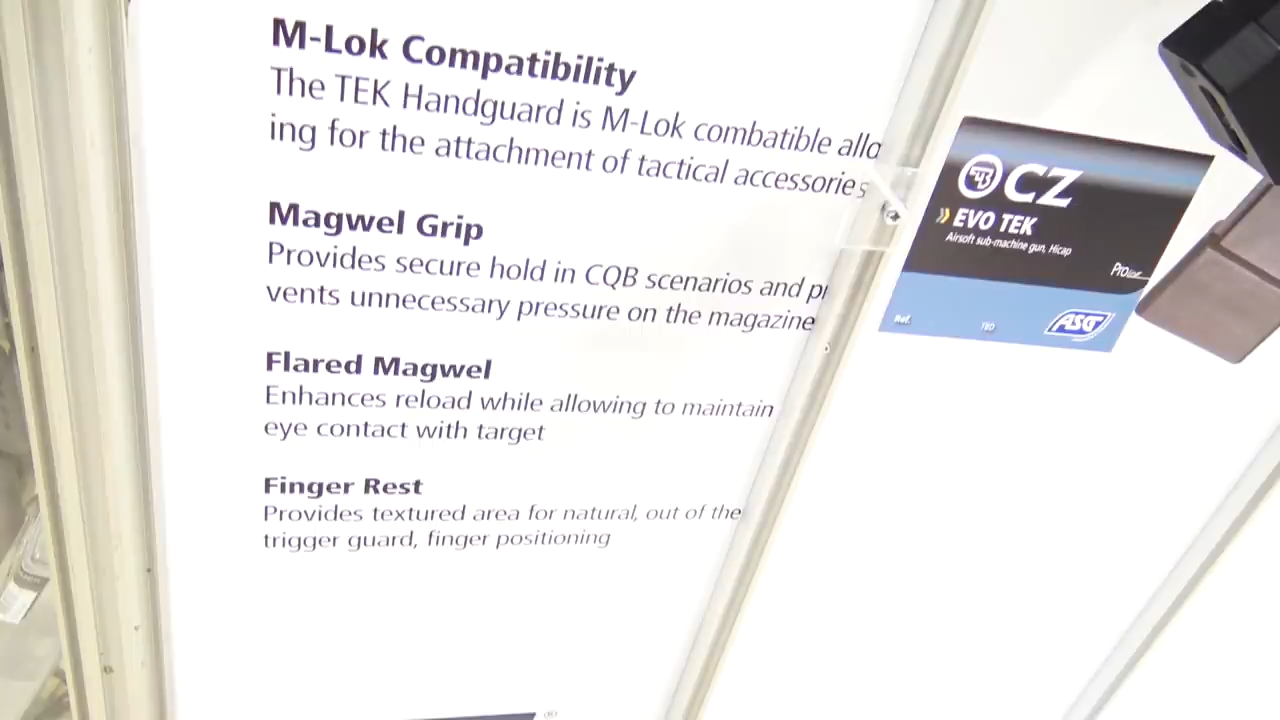 M-Lok Compatibility
The TEK Handguard is M-Lok combatible allo
ing for the attachment of tactical accessories
Magwel Grip
Provides secure hold in CQB scenarios and pr
vents unnecessary pressure on the magazine
Flared Magwel
Enhances reload while allowing to maintain
eye contact with target
Finger Rest
Provides textured area for natural, out of the
trigger guard, finger positioning
CZ
EVO TEK
Airsoft sub-machine gun, Hicap
ProLine
Ref.
TBD
ASG